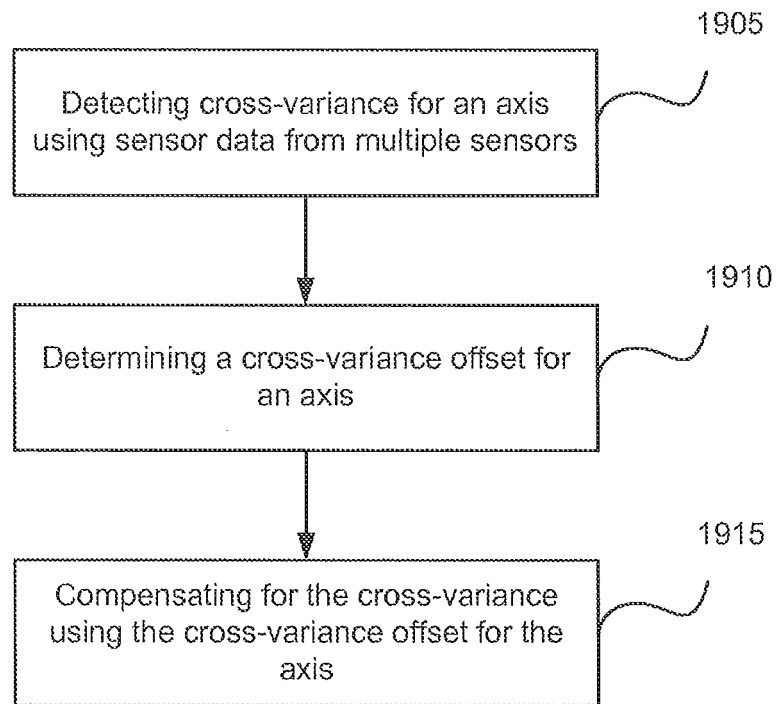 1905
Detecting cross-variance for an axis
using sensor data from multiple sensors
1910
Determining a cross-variance offset for
an axis
1915
Compensating for the cross-variance
using the cross-variance offset for the
axis